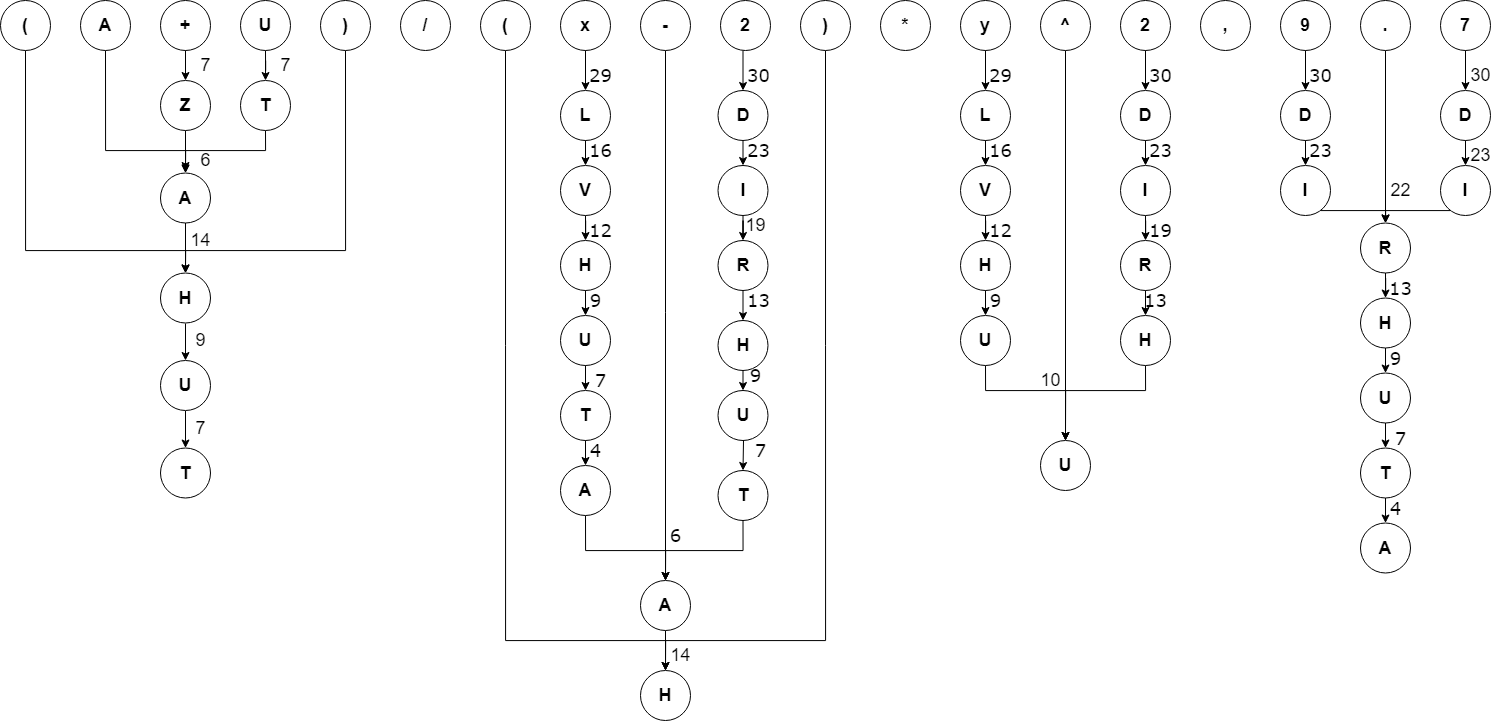 ( A + U ) / ( x - 2 ) * y ^ 2 , 9 . 7
7 7 29 30 29 30 30 30
Z T L D L D D D
6 16 23 16 23 23 23
A V I V I I I
14 12 19 12 19 22
H H R H R R
9 9 13 9 13 13
U U H U H H
7 7 9 10 9
T T U U U
4 7 7
A T T
6 4
A A
14
H